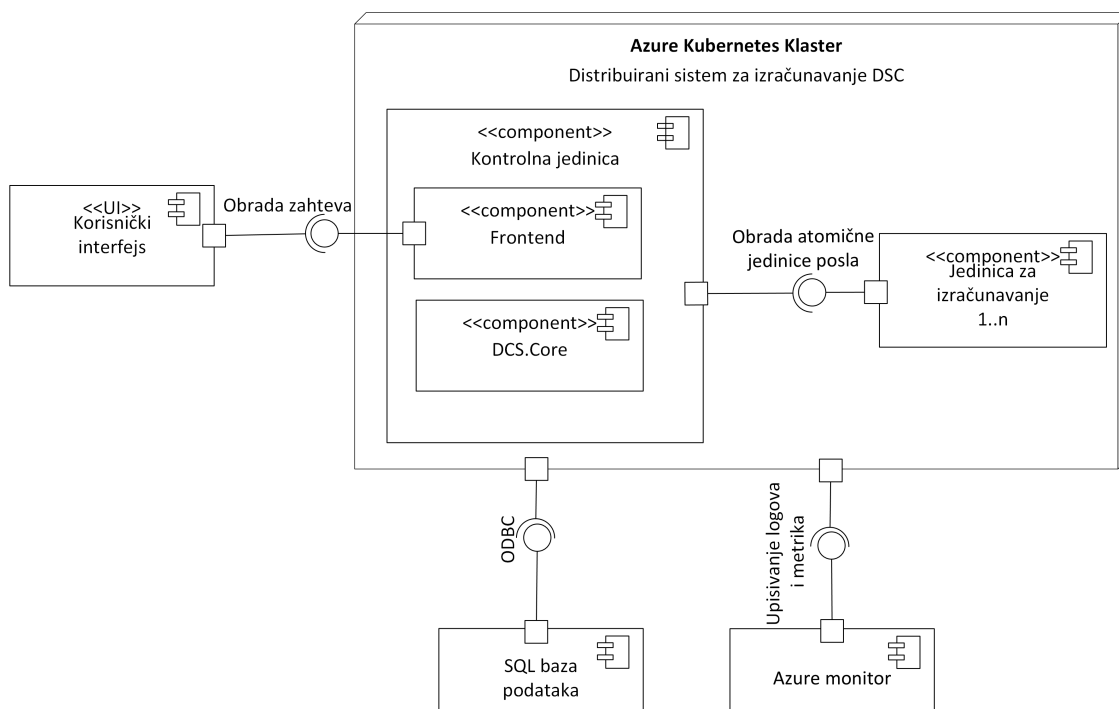 Azure Kubernetes Klaster
Distribuirani sistem za izračunavanje DSC
<<component>>
Kontrolna jedinica
<<UI>>
Korisnički
interfejs
Obrada zahteva
<<component>>
Frontend
<<component>>
DCS.Core
Obrada atomične
jedinice posla
<<component>>
Jedinica za
izračunavanje
1..n
ODBC
Upisivanje logova
i metrika
SQL baza
podataka
Azure monitor